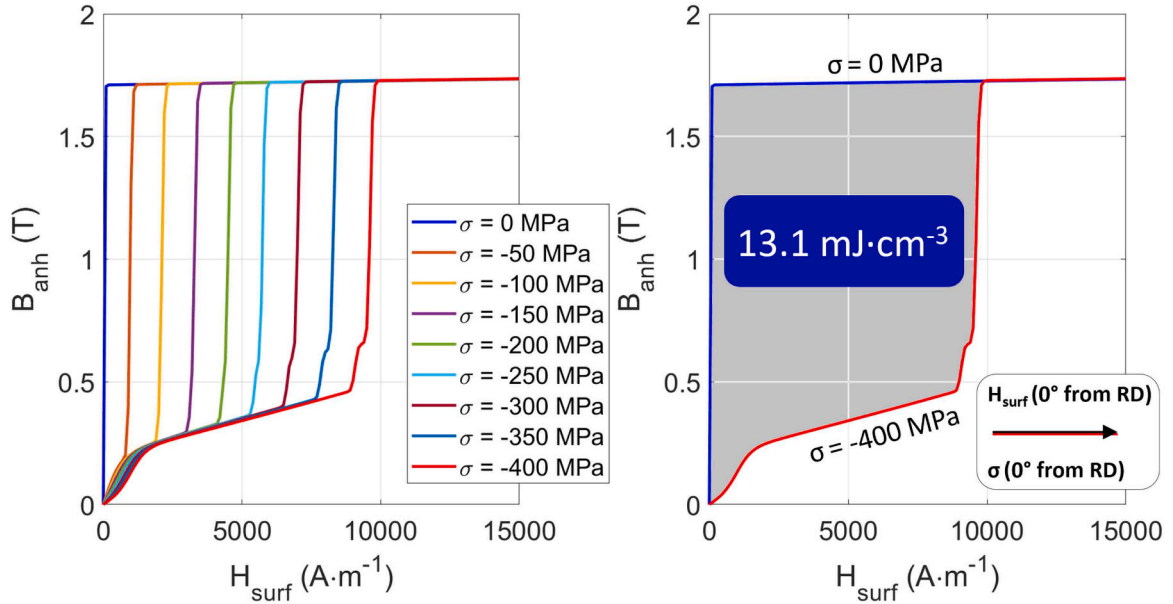 2
1.5
1
0.5
0
B_anh (T)
0 5000 10000 15000
H_surf (A·m⁻¹)
σ = 0 MPa
σ = -50 MPa
σ = -100 MPa
σ = -150 MPa
σ = -200 MPa
σ = -250 MPa
σ = -300 MPa
σ = -350 MPa
σ = -400 MPa
2
1.5
1
0.5
0
B_anh (T)
σ = 0 MPa
13.1 mJ·cm⁻³
σ = -400 MPa
H_surf (0° from RD)
σ (0° from RD)
0 5000 10000 15000
H_surf (A·m⁻¹)